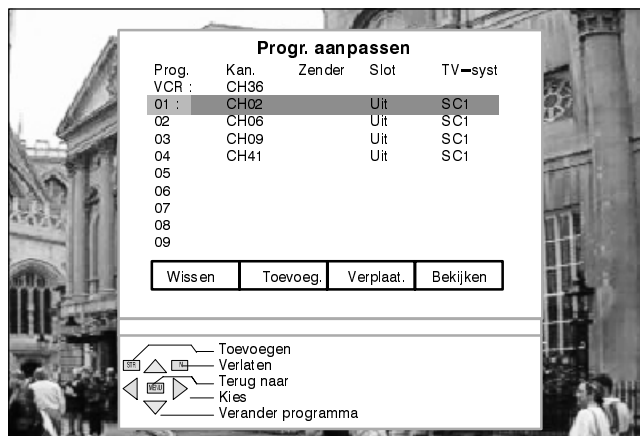 Progr. aanpassen
Prog. Kan. Zender Slot TV-syst
VCR : CH36
01 : CH02 Uit SC1
02 CH06 Uit SC1
03 CH09 Uit SC1
04 CH41 Uit SC1
05
06
07
08
09
Wissen Toevoeg. Verplaat. Bekijken
Toevoegen
STR N Verlaten
MENU Terug naar
Kies
Verander programma